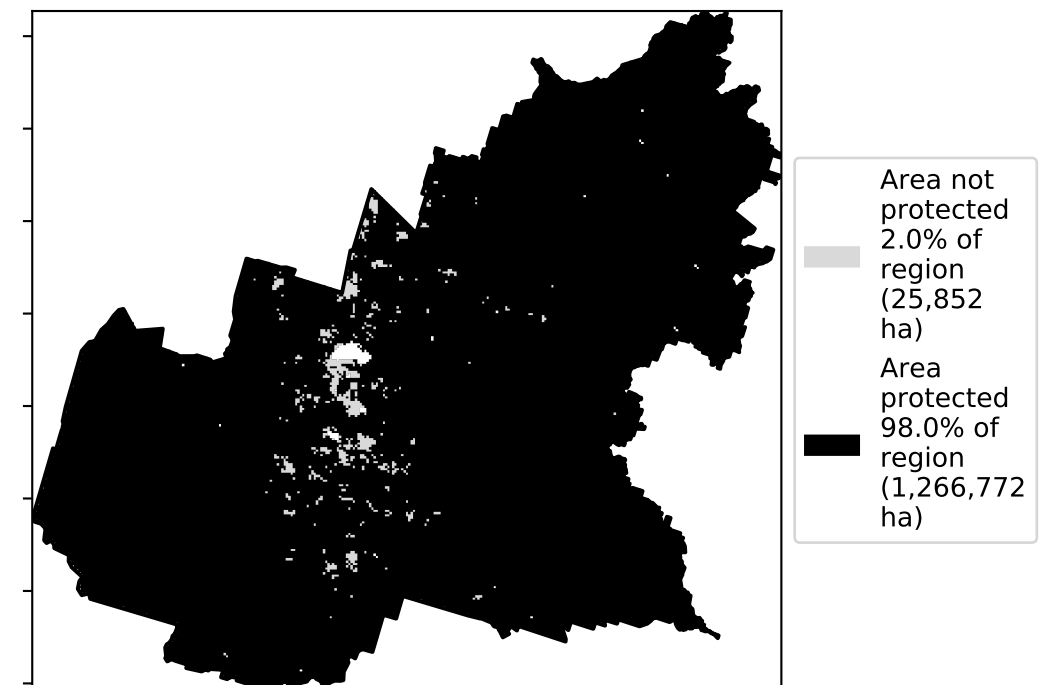 Area not
protected
2.0% of
region
(25,852
ha)
Area
protected
98.0% of
region
(1,266,772
ha)